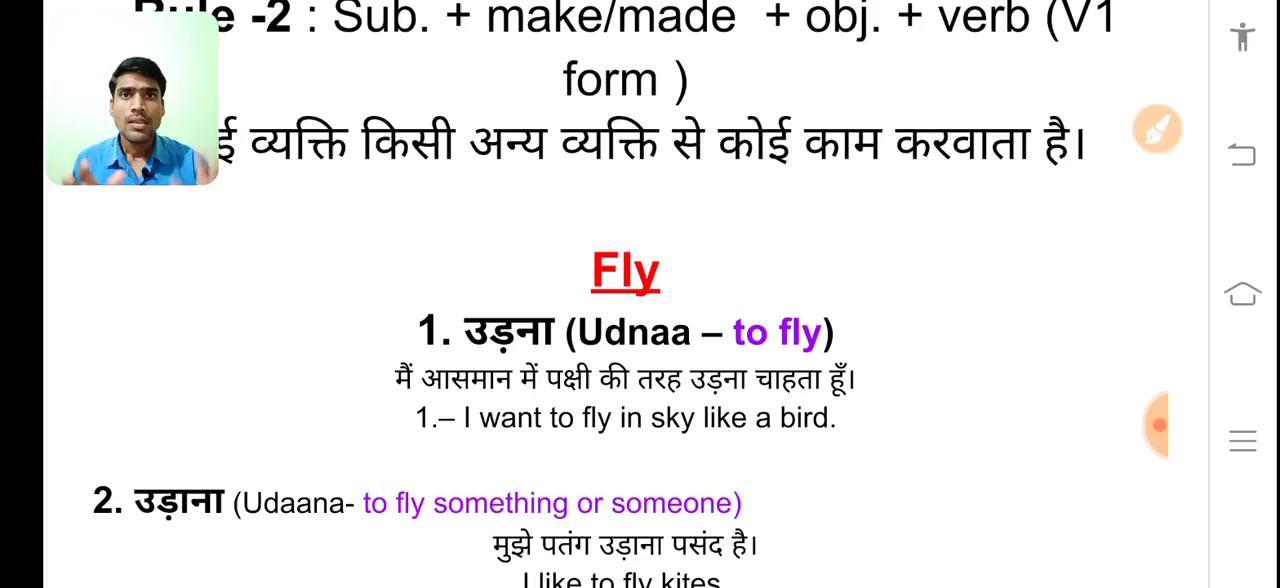 -2 : Sub. + make/made + obj. + verb (V1
form )
व्यक्ति किसी अन्य व्यक्ति से कोई काम करवाता है।
Fly
1. उड़ना (Udnaa – to fly)
मैं आसमान में पक्षी की तरह उड़ना चाहता हूँ।
1.– I want to fly in sky like a bird.
2. उड़ाना (Udaana- to fly something or someone)
मुझे पतंग उड़ाना पसंद है।
I like to fly kites.